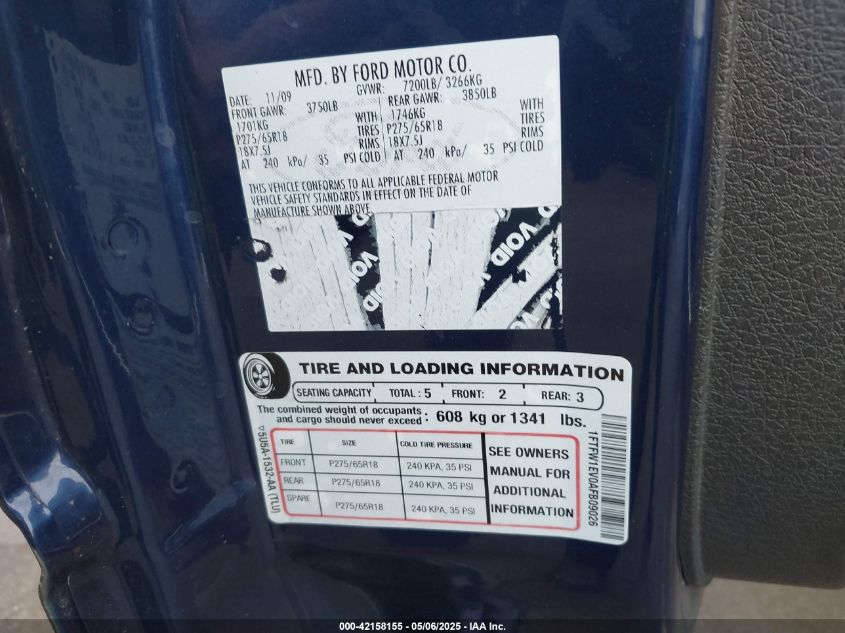 MFD. BY FORD MOTOR CO.
DATE: 11/09 GVWR: 7200LB/ 3266KG
FRONT GAWR: 3750LB REAR GAWR: 3850LB
1701KG WITH 1746KG WITH
P275/65R18 TIRES P275/65R18 TIRES
18X7.5J RIMS 18X7.5J RIMS
AT 240 kPa/ 35 PSI COLD AT 240 kPa/ 35 PSI COLD
THIS VEHICLE CONFORMS TO ALL APPLICABLE FEDERAL MOTOR
VEHICLE SAFETY STANDARDS IN EFFECT ON THE DATE OF
MANUFACTURE SHOWN ABOVE
VOID VOID VOID
VOID VOID
TIRE AND LOADING INFORMATION
SEATING CAPACITY TOTAL : 5 FRONT: 2 REAR: 3
The combined weight of occupants
and cargo should never exceed : 608 kg or 1341 lbs.
TIRE SIZE COLD TIRE PRESSURE
FRONT P275/65R18 240 KPA, 35 PSI
REAR P275/65R18 240 KPA, 35 PSI
SPARE P275/65R18 240 KPA, 35 PSI
SEE OWNERS
MANUAL FOR
ADDITIONAL
INFORMATION
5U5A-1532-AA (TLU)
1FTFW1EV0AFB09026
000-42158155 - 05/06/2025 - IAA Inc.